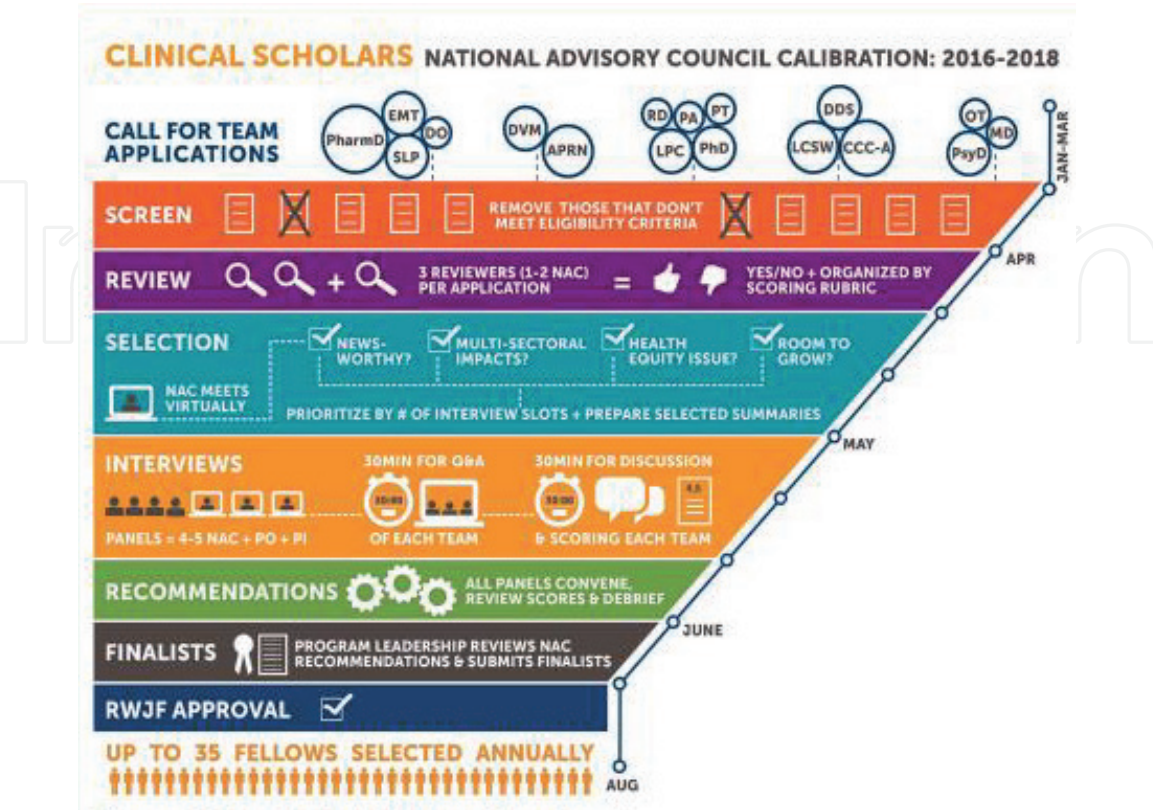 CLINICAL SCHOLARS NATIONAL ADVISORY COUNCIL CALIBRATION: 2016-2018
CALL FOR TEAM
APPLICATIONS
PharmD
EMT
SLP
DO
DVM
APRN
RD
PA
PT
LPC
PhD
DDS
LCSW
CCC-A
OT
MD
PsyD
JAN-MAR
SCREEN
REMOVE THOSE THAT DON'T
MEET ELIGIBILITY CRITERIA
APR
REVIEW
+
3 REVIEWERS (1-2 NAC)
PER APPLICATION
=
YES/NO + ORGANIZED BY
SCORING RUBRIC
SELECTION
NEWS-
WORTHY?
MULTI-SECTORAL
IMPACTS?
HEALTH
EQUITY ISSUE?
ROOM TO
GROW?
NAC MEETS
VIRTUALLY
PRIORITIZE BY # OF INTERVIEW SLOTS + PREPARE SELECTED SUMMARIES
MAY
INTERVIEWS
30MIN FOR Q&A
30MIN FOR DISCUSSION
30:00
30:00
4.5
PANELS = 4-5 NAC + PO + PI
OF EACH TEAM
& SCORING EACH TEAM
RECOMMENDATIONS
ALL PANELS CONVENE,
REVIEW SCORES & DEBRIEF
JUNE
FINALISTS
PROGRAM LEADERSHIP REVIEWS NAC
RECOMMENDATIONS & SUBMITS FINALISTS
RWJF APPROVAL
UP TO 35 FELLOWS SELECTED ANNUALLY
AUG